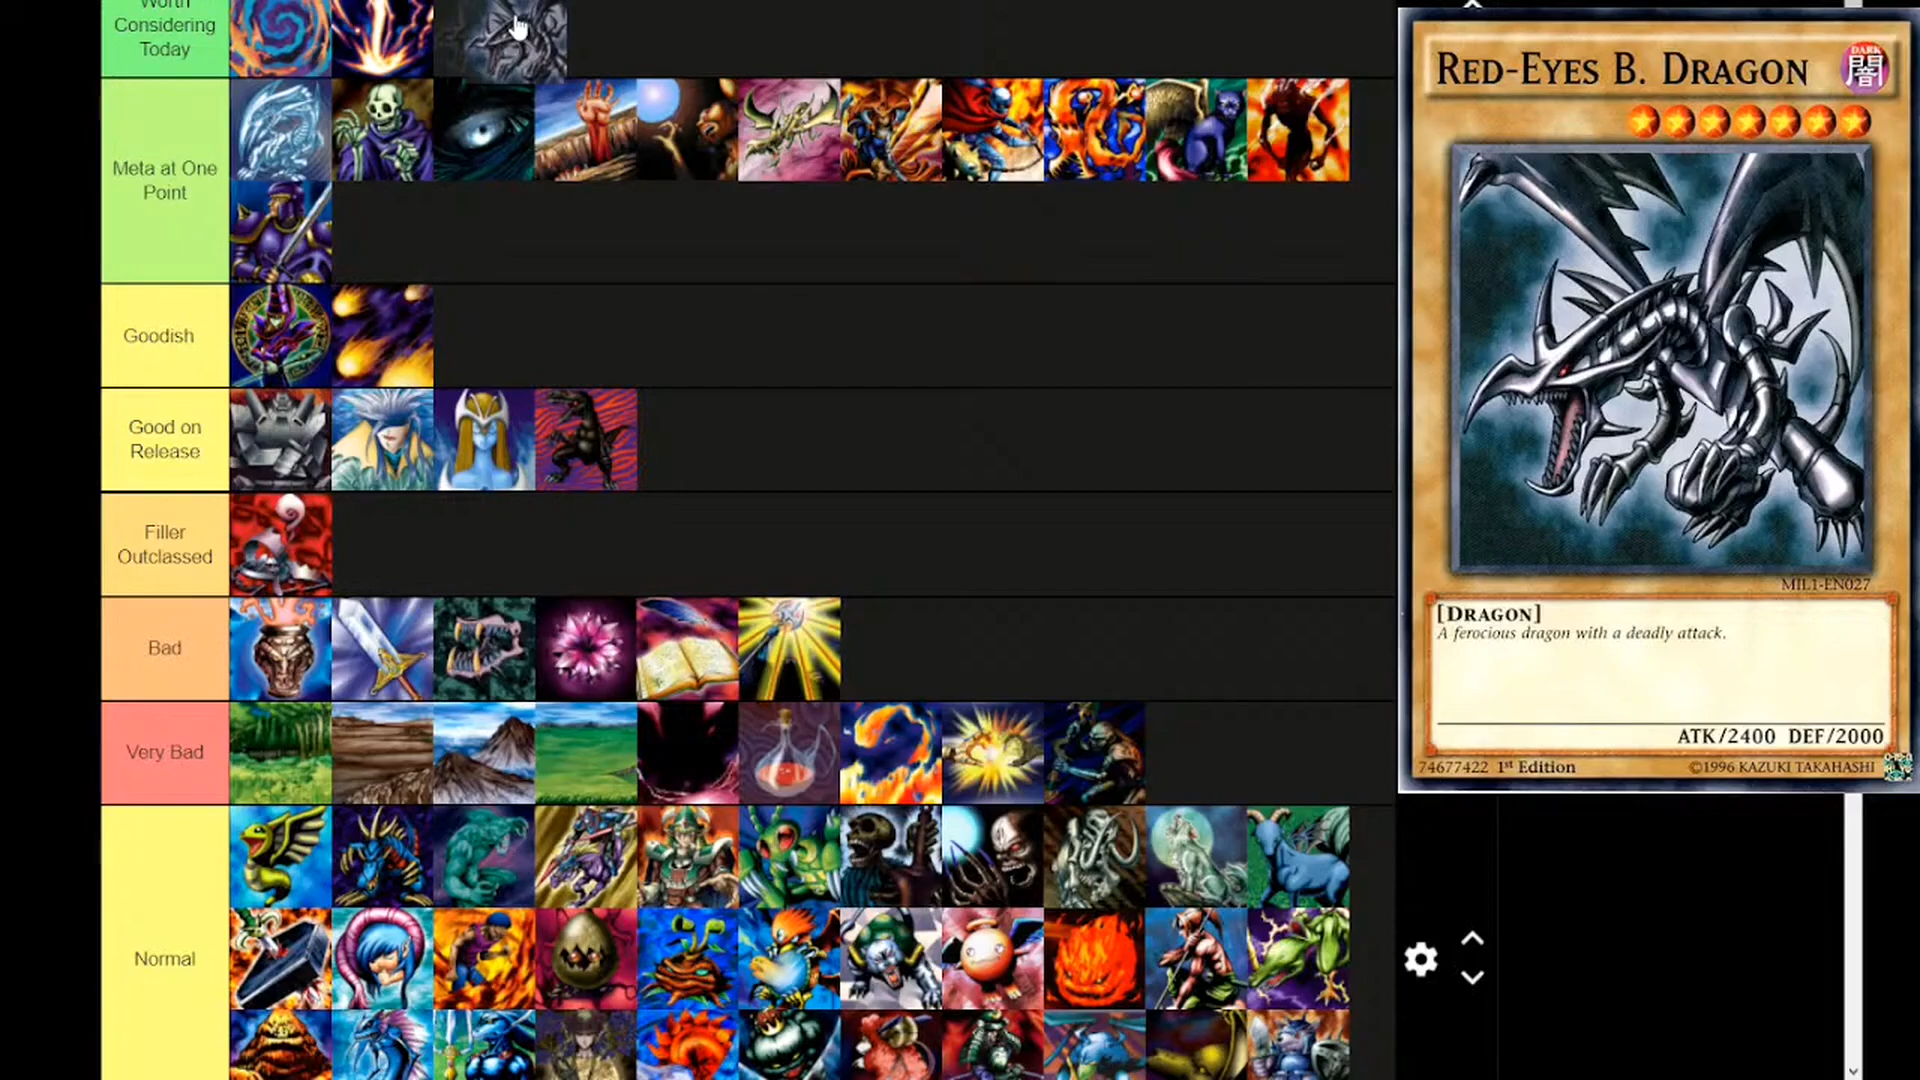 Worth
Considering
Today
Meta at One
Point
Goodish
Good on
Release
Filler
Outclassed
Bad
Very Bad
Normal
RED-EYES B. DRAGON
DARK
闇
MIL1-EN027
[DRAGON]
A ferocious dragon with a deadly attack.
ATK/2400 DEF/2000
74677422 1st Edition ©1996 KAZUKI TAKAHASHI